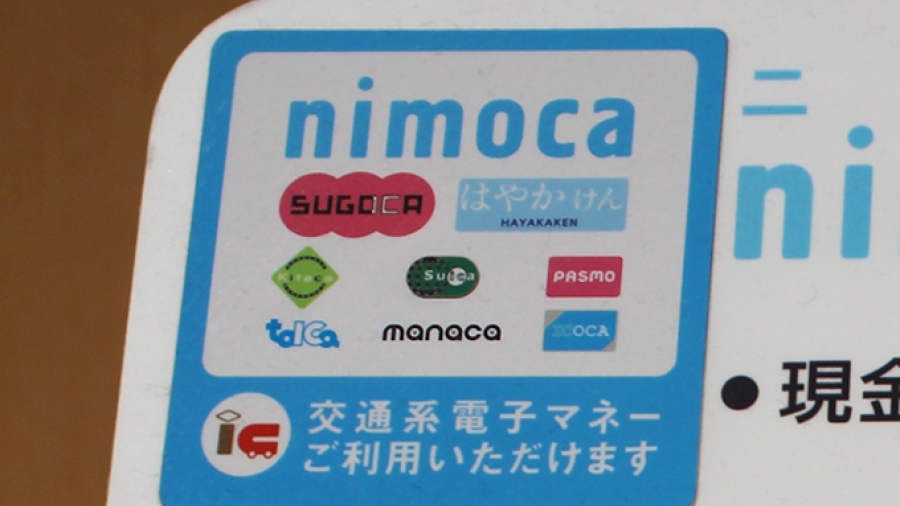 nimoca
SUGOCA はやかけん
HAYAKAKEN
Kitaca Suica PASMO
toICa manaca ICOCA
交通系電子マネー
ご利用いただけます
ニ
ni
• 現金